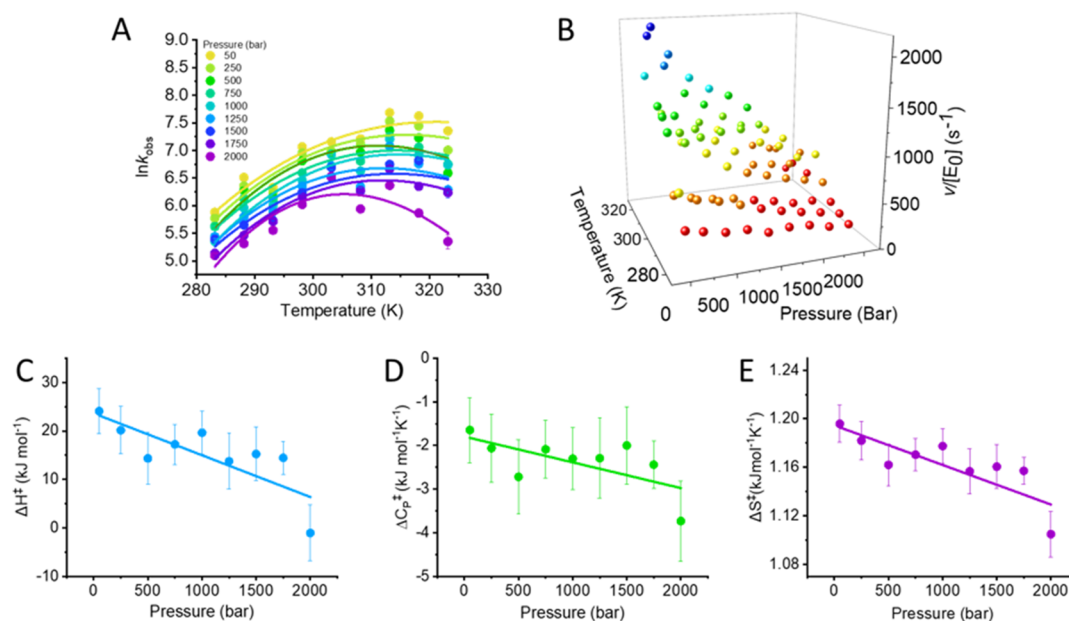 A
Pressure (bar)
50
250
500
750
1000
1250
1500
1750
2000
lnkobs
9.0
8.5
8.0
7.5
7.0
6.5
6.0
5.5
5.0
280 290 300 310 320 330
Temperature (K)
B
2000
1500
1000
500
0
v/[E0] (s⁻¹)
320
300
280
Temperature (K)
0 500 1000 1500 2000
Pressure (Bar)
C
ΔH‡ (kJ mol⁻¹)
30
20
10
0
-10
0 500 1000 1500 2000
Pressure (bar)
D
ΔCP‡ (kJ mol⁻¹K⁻¹)
0
-1
-2
-3
-4
-5
0 500 1000 1500 2000
Pressure (bar)
E
ΔS‡(kJmol⁻¹K⁻¹)
1.24
1.20
1.16
1.12
1.08
0 500 1000 1500 2000
Pressure (bar)